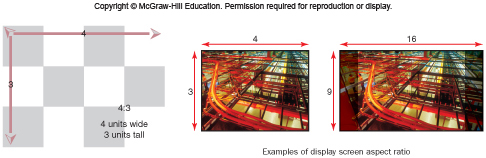 Copyright © McGraw-Hill Education. Permission required for reproduction or display.
4
3
4:3
4 units wide
3 units tall
4
3
16
9
Examples of display screen aspect ratio